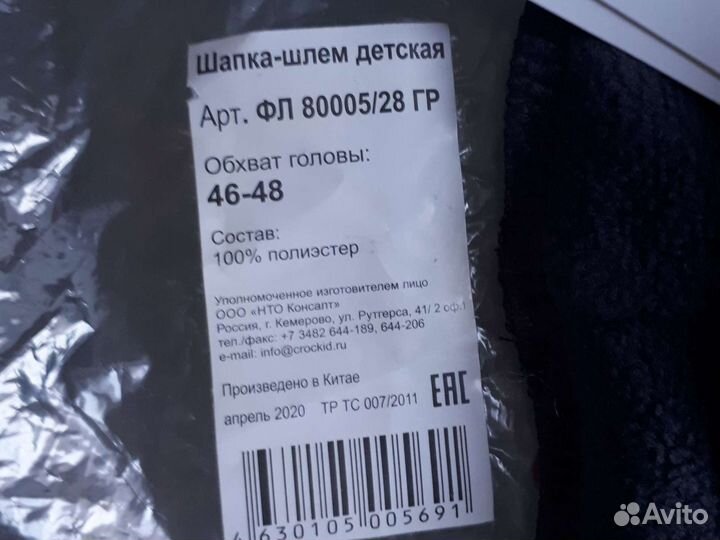 Шапка-шлем детская
Арт. ФЛ 80005/28 ГР
Обхват головы:
46-48
Состав:
100% полиэстер
Уполномоченное изготовителем лицо
ООО «НТО Консалт»
Россия, г. Кемерово, ул. Рутгерса, 41/ 2 оф.1
тел./факс: +7 3482 644-189, 644-206
e-mail: info@crockid.ru
Произведено в Китае
апрель 2020 ТР ТС 007/2011 EAC
4 630105 005691
Avito